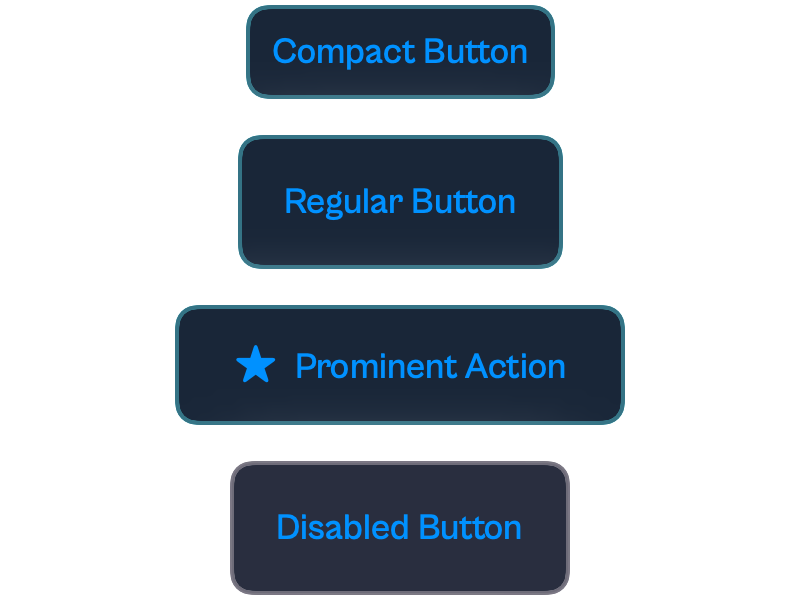 Compact Button
Regular Button
Prominent Action
Disabled Button